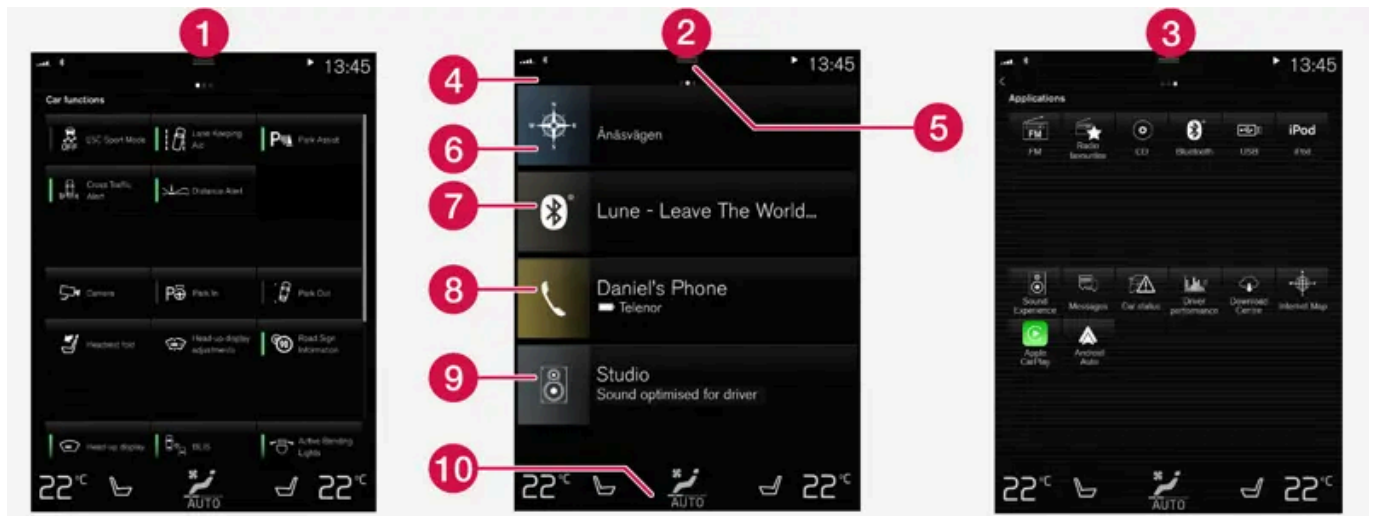 1
2
3
13:45
Car functions
ESC Sport Mode
OFF
Lane Keeping
Aid
Park Assist
Cross Traffic
Alert
Distance Alert
Camera
Park In
Park Out
Headrest fold
Head-up display
adjustments
Road Sign
Information
Head-up display
BLIS
Active Bending
Lights
22°C
AUTO
22°C
4
13:45
5
6
Ånäsvägen
7
Lune - Leave The World...
8
Daniel's Phone
Telenor
9
Studio
Sound optimised for driver
10
22°C
AUTO
22°C
13:45
Applications
FM
FM
Radio
favourites
CD
Bluetooth
USB
iPod
iPod
Sound
Experience
Messages
Car status
Driver
performance
Download
Centre
Internet Map
Apple
CarPlay
Android
Auto
22°C
AUTO
22°C